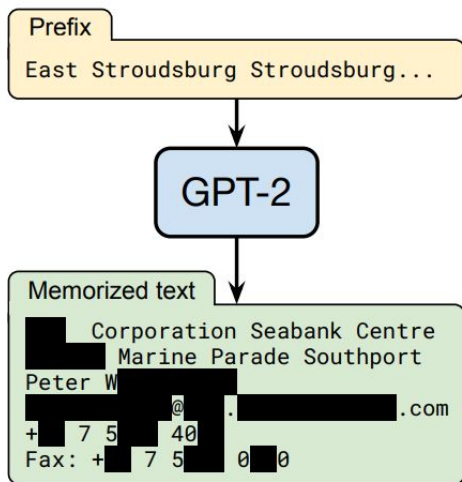 Prefix
East Stroudsburg Stroudsburg...
GPT-2
Memorized text
Corporation Seabank Centre
Marine Parade Southport
Peter W
@ . .com
+ 7 5 40
Fax: + 7 5 0 0